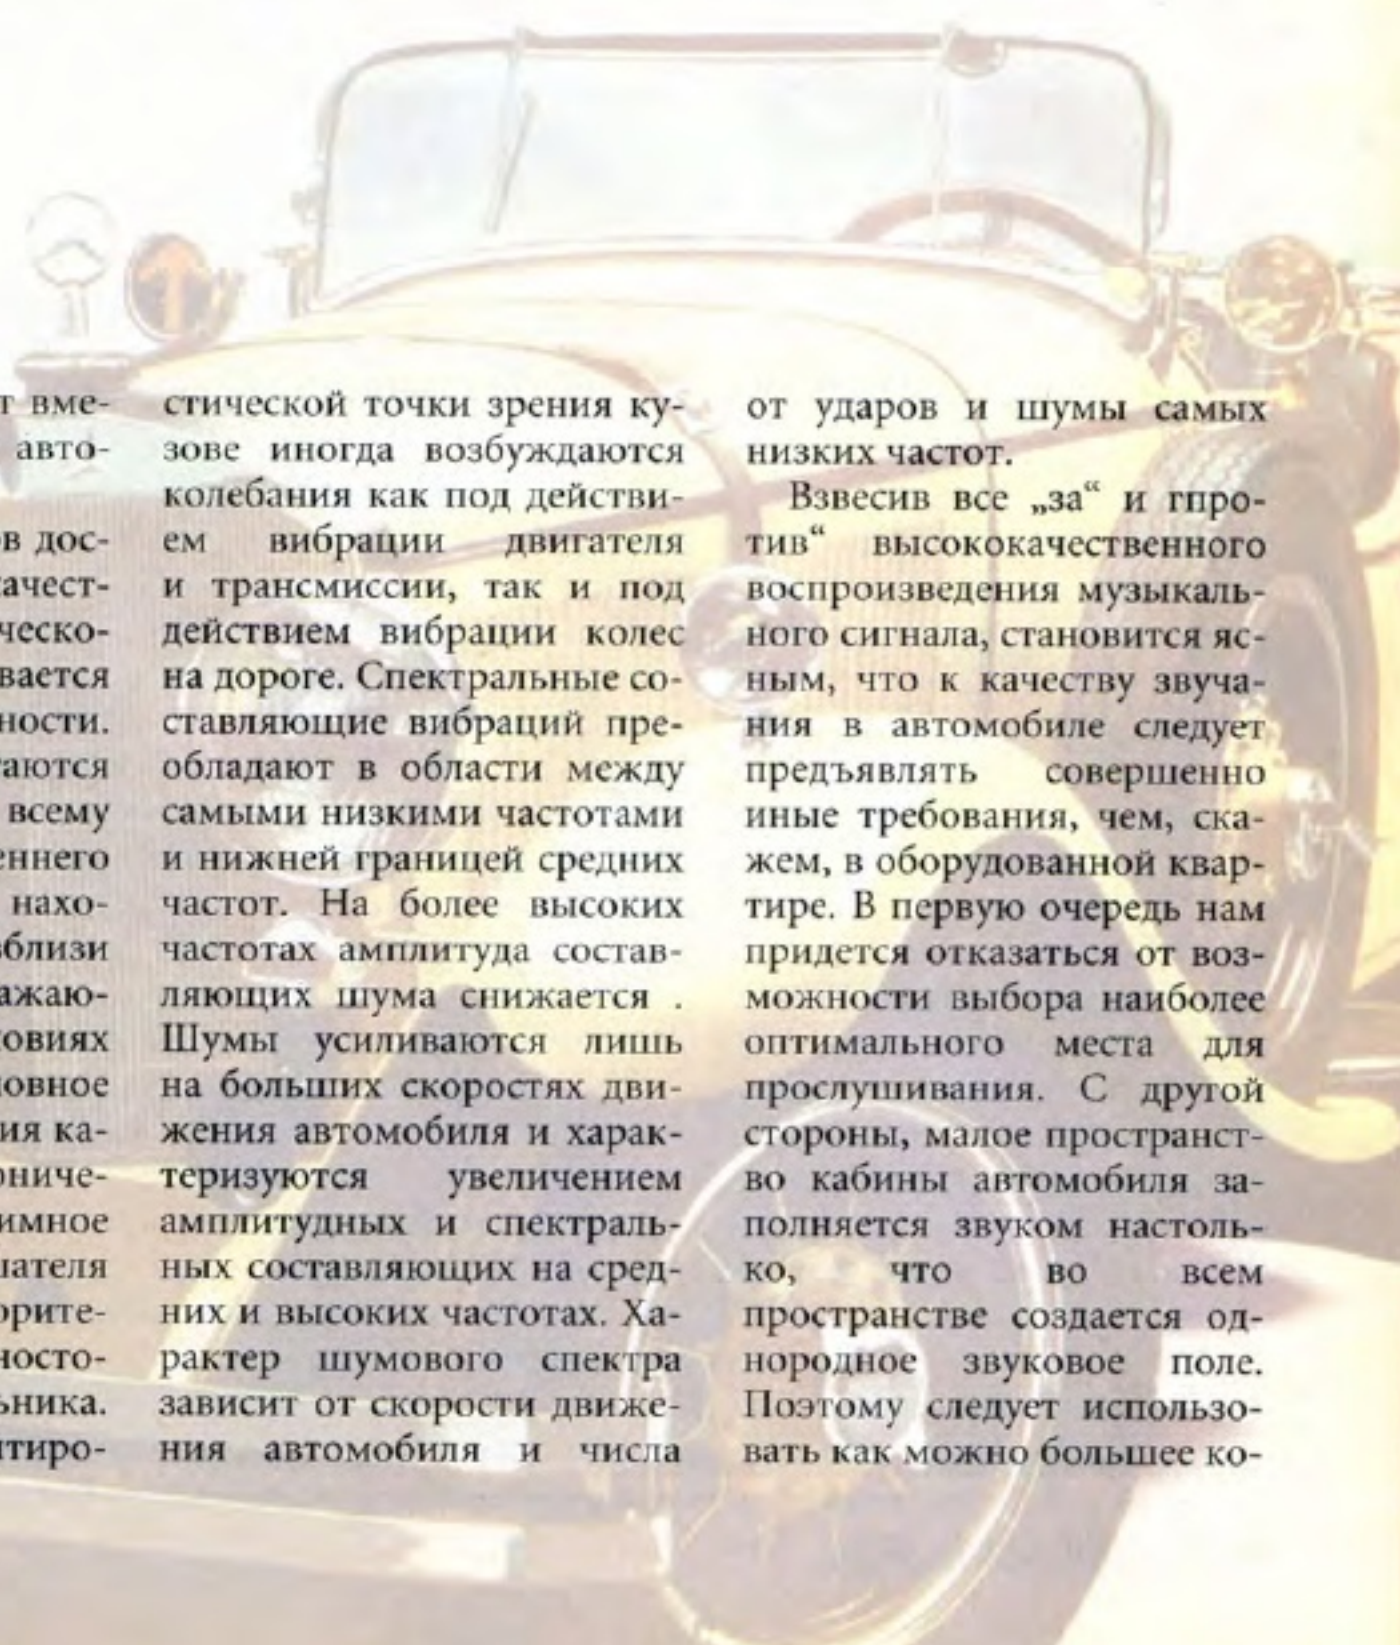 т вме-
авто-
в дос-
ачест-
ческо-
вается
ности.
аются
всему
еннего
нахо-
близи
ажаю-
овиях
овное
ия ка-
ониче-
имное
ателя
орите-
носто-
ьника.
нтиро-
стической точки зрения ку-
зове иногда возбуждаются
колебания как под действи-
ем вибрации двигателя
и трансмиссии, так и под
действием вибрации колес
на дороге. Спектральные со-
ставляющие вибраций пре-
обладают в области между
самыми низкими частотами
и нижней границей средних
частот. На более высоких
частотах амплитуда состав-
ляющих шума снижается .
Шумы усиливаются лишь
на больших скоростях дви-
жения автомобиля и харак-
теризуются увеличением
амплитудных и спектраль-
ных составляющих на сред-
них и высоких частотах. Ха-
рактер шумового спектра
зависит от скорости движе-
ния автомобиля и числа
от ударов и шумы самых
низких частот.
Взвесив все „за“ и гпро-
тив“ высококачественного
воспроизведения музыкаль-
ного сигнала, становится яс-
ным, что к качеству звуча-
ния в автомобиле следует
предъявлять совершенно
иные требования, чем, ска-
жем, в оборудованной квар-
тире. В первую очередь нам
придется отказаться от воз-
можности выбора наиболее
оптимального места для
прослушивания. С другой
стороны, малое пространст-
во кабины автомобиля за-
полняется звуком настоль-
ко, что во всем
пространстве создается од-
нородное звуковое поле.
Поэтому следует использо-
вать как можно большее ко-